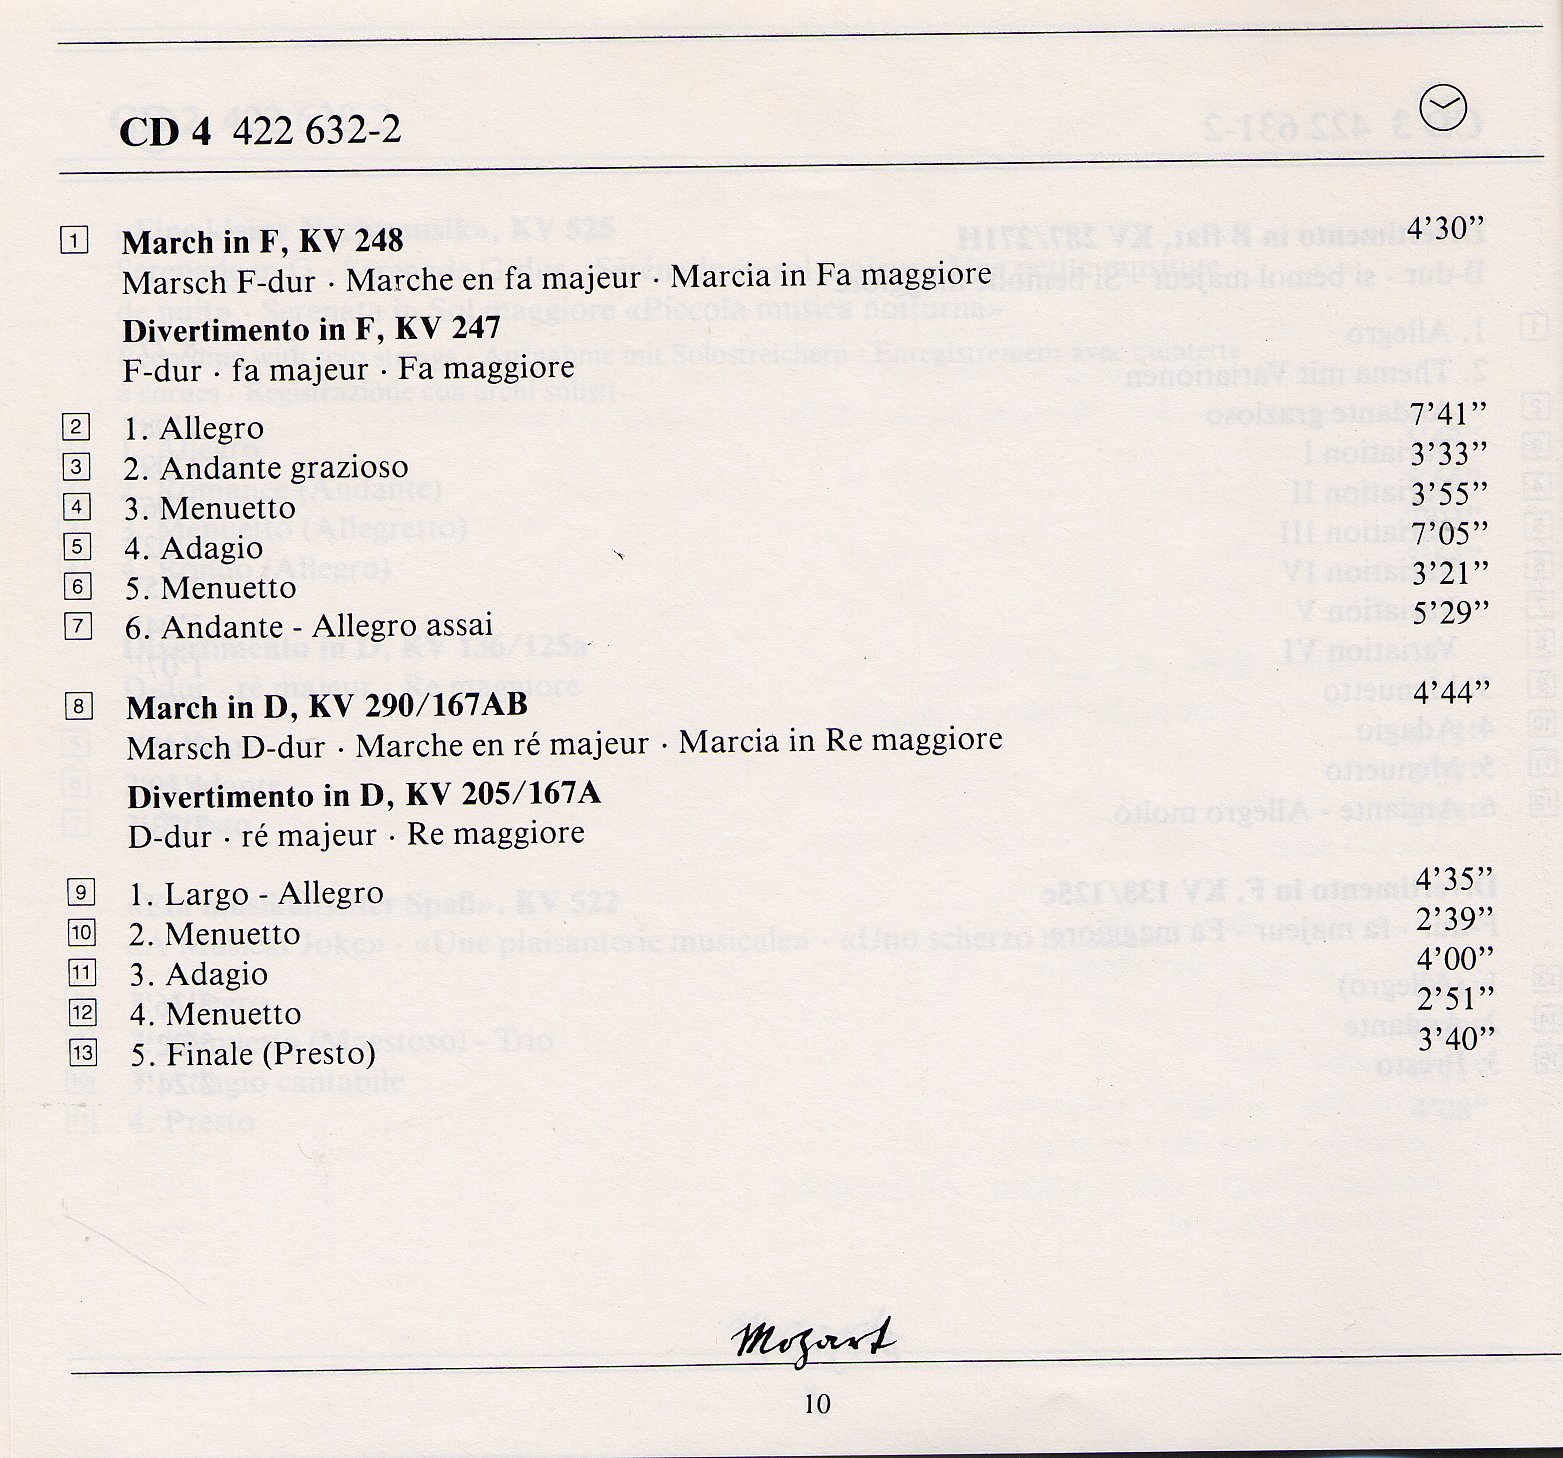 CD 4 422 632-2
1 March in F, KV 248 4’30”
Marsch F-dur · Marche en fa majeur · Marcia in Fa maggiore
Divertimento in F, KV 247
F-dur · fa majeur · Fa maggiore
2 1. Allegro 7’41”
3 2. Andante grazioso 3’33”
4 3. Menuetto 3’55”
5 4. Adagio 7’05”
6 5. Menuetto 3’21”
7 6. Andante - Allegro assai 5’29”
8 March in D, KV 290/167AB 4’44”
Marsch D-dur · Marche en ré majeur · Marcia in Re maggiore
Divertimento in D, KV 205/167A
D-dur · ré majeur · Re maggiore
9 1. Largo - Allegro 4’35”
10 2. Menuetto 2’39”
11 3. Adagio 4’00”
12 4. Menuetto 2’51”
13 5. Finale (Presto) 3’40”
Mozart
10